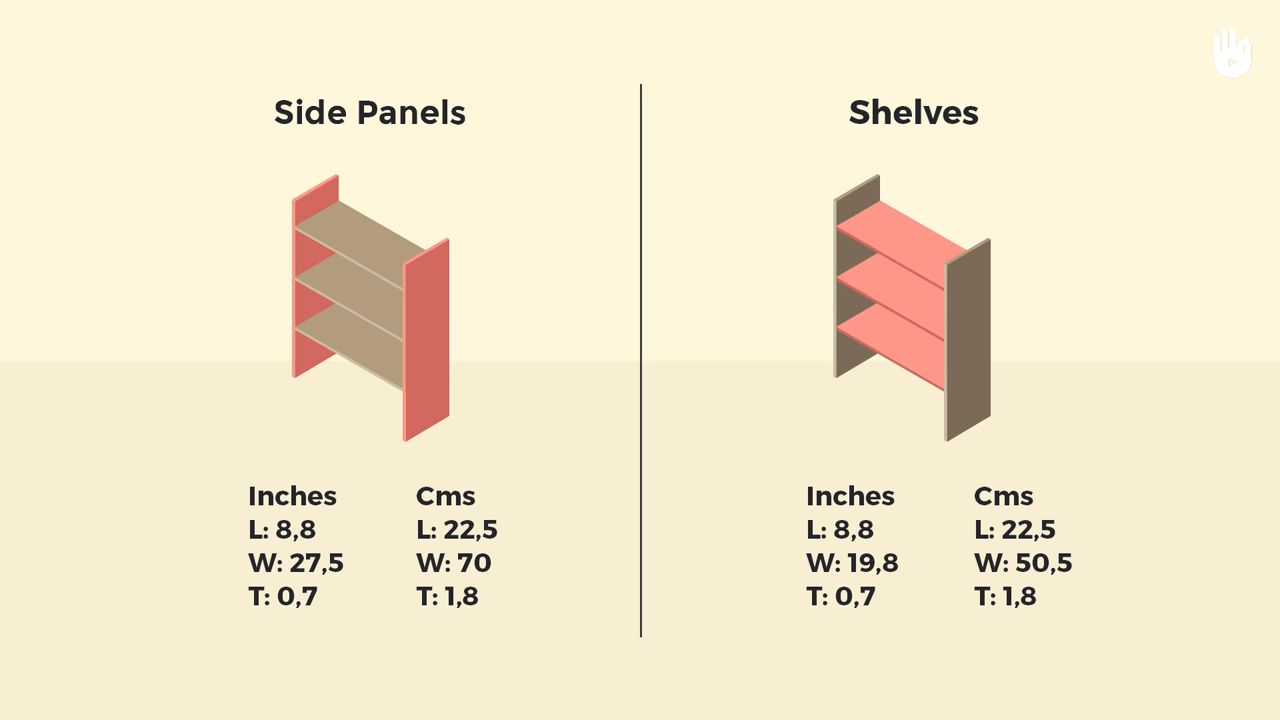 Side Panels
Inches
L: 8,8
W: 27,5
T: 0,7
Cms
L: 22,5
W: 70
T: 1,8
Shelves
Inches
L: 8,8
W: 19,8
T: 0,7
Cms
L: 22,5
W: 50,5
T: 1,8